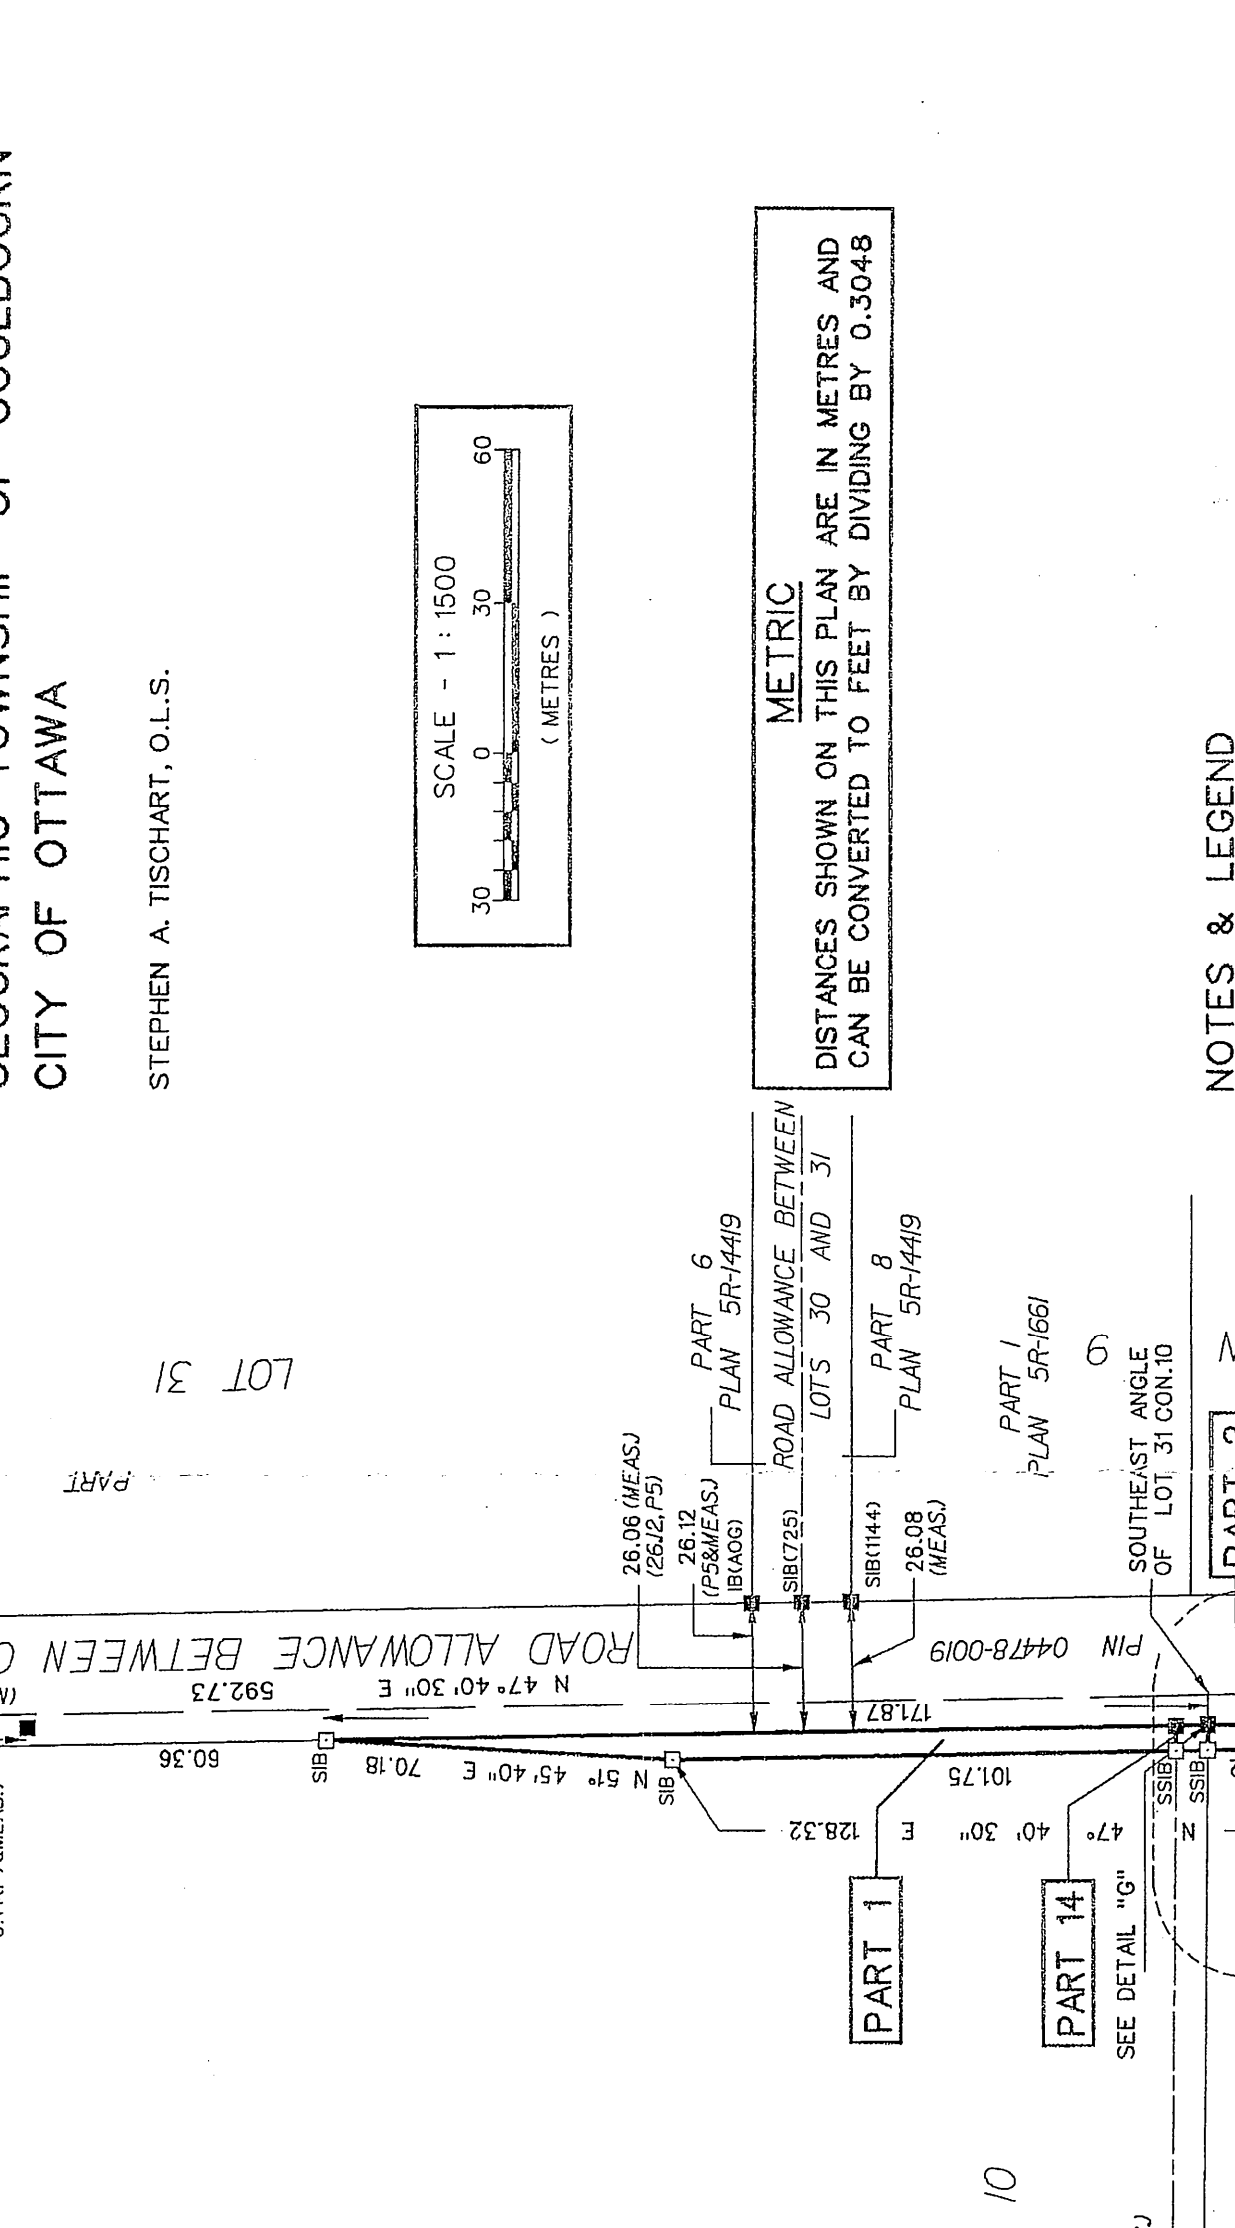 CITY OF OTTAWA
STEPHEN A. TISCHART, O.L.S.
SCALE - 1 : 1500
30 0 30 60
( METRES )
METRIC
DISTANCES SHOWN ON THIS PLAN ARE IN METRES AND
CAN BE CONVERTED TO FEET BY DIVIDING BY 0.3048
NOTES & LEGEND
LOT 31
PART
PART 6
PLAN 5R-14419
ROAD ALLOWANCE BETWEEN
LOTS 30 AND 31
PART 8
PLAN 5R-14419
PART 1
PLAN 5R-1661
9
SOUTHEAST ANGLE
OF LOT 31 CON.10
26.06 (MEAS.)
(26.12, P5)
26.12
(P5&MEAS.)
IB(AOG)
SIB(725)
SIB(1144)
26.08
(MEAS.)
ROAD ALLOWANCE BETWEEN
PIN 04478-0019
N 47° 40' 30" E
592.73
171.87
60.36
SIB
N 51° 45' 40" E 70.18
SIB
101.75
SSIB
SSIB
N 47° 40' 30" E 128.32
PART 1
PART 14
SEE DETAIL "G"
10